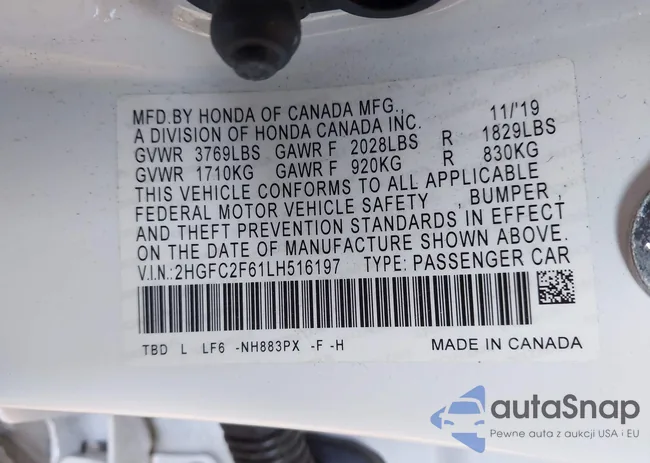 MFD.BY HONDA OF CANADA MFG., 11/'19
A DIVISION OF HONDA CANADA INC.
GVWR 3769LBS GAWR F 2028LBS R 1829LBS
GVWR 1710KG GAWR F 920KG R 830KG
THIS VEHICLE CONFORMS TO ALL APPLICABLE
FEDERAL MOTOR VEHICLE SAFETY , BUMPER ,
AND THEFT PREVENTION STANDARDS IN EFFECT
ON THE DATE OF MANUFACTURE SHOWN ABOVE.
V.I.N.:2HGFC2F61LH516197 TYPE: PASSENGER CAR
TBD L LF6 -NH883PX -F -H MADE IN CANADA
autaSnap
Pewne auta z aukcji USA i EU